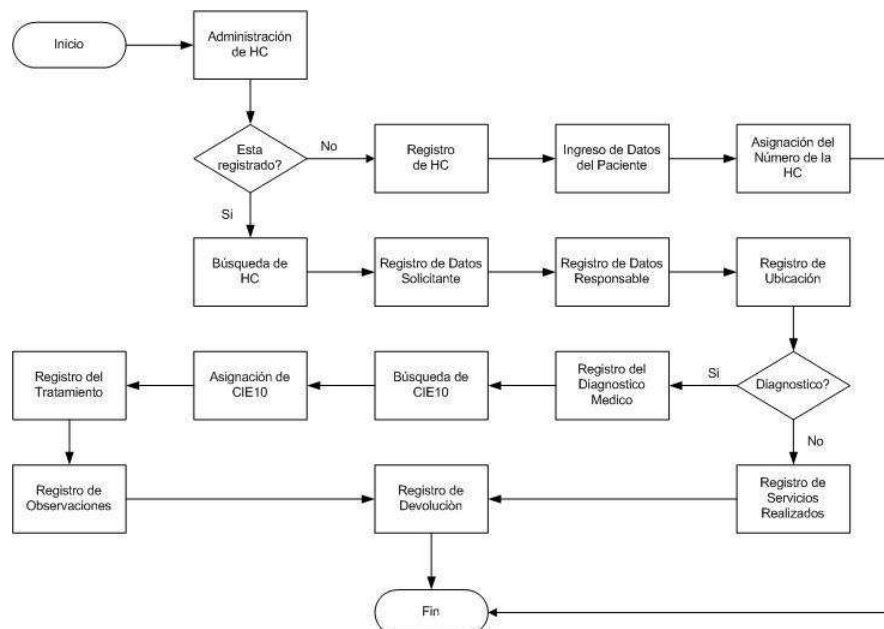 Inicio
Administración
de HC
Esta
registrado?
No
Registro
de HC
Ingreso de Datos
del Paciente
Asignación del
Número de la
HC
Si
Búsqueda de
HC
Registro de Datos
Solicitante
Registro de Datos
Responsable
Registro de
Ubicación
Diagnostico?
Si
Registro del
Diagnostico
Medico
Búsqueda de
CIE10
Asignación de
CIE10
Registro del
Tratamiento
No
Registro de
Observaciones
Registro de
Devoluciòn
Registro de
Servicios
Realizados
Fin